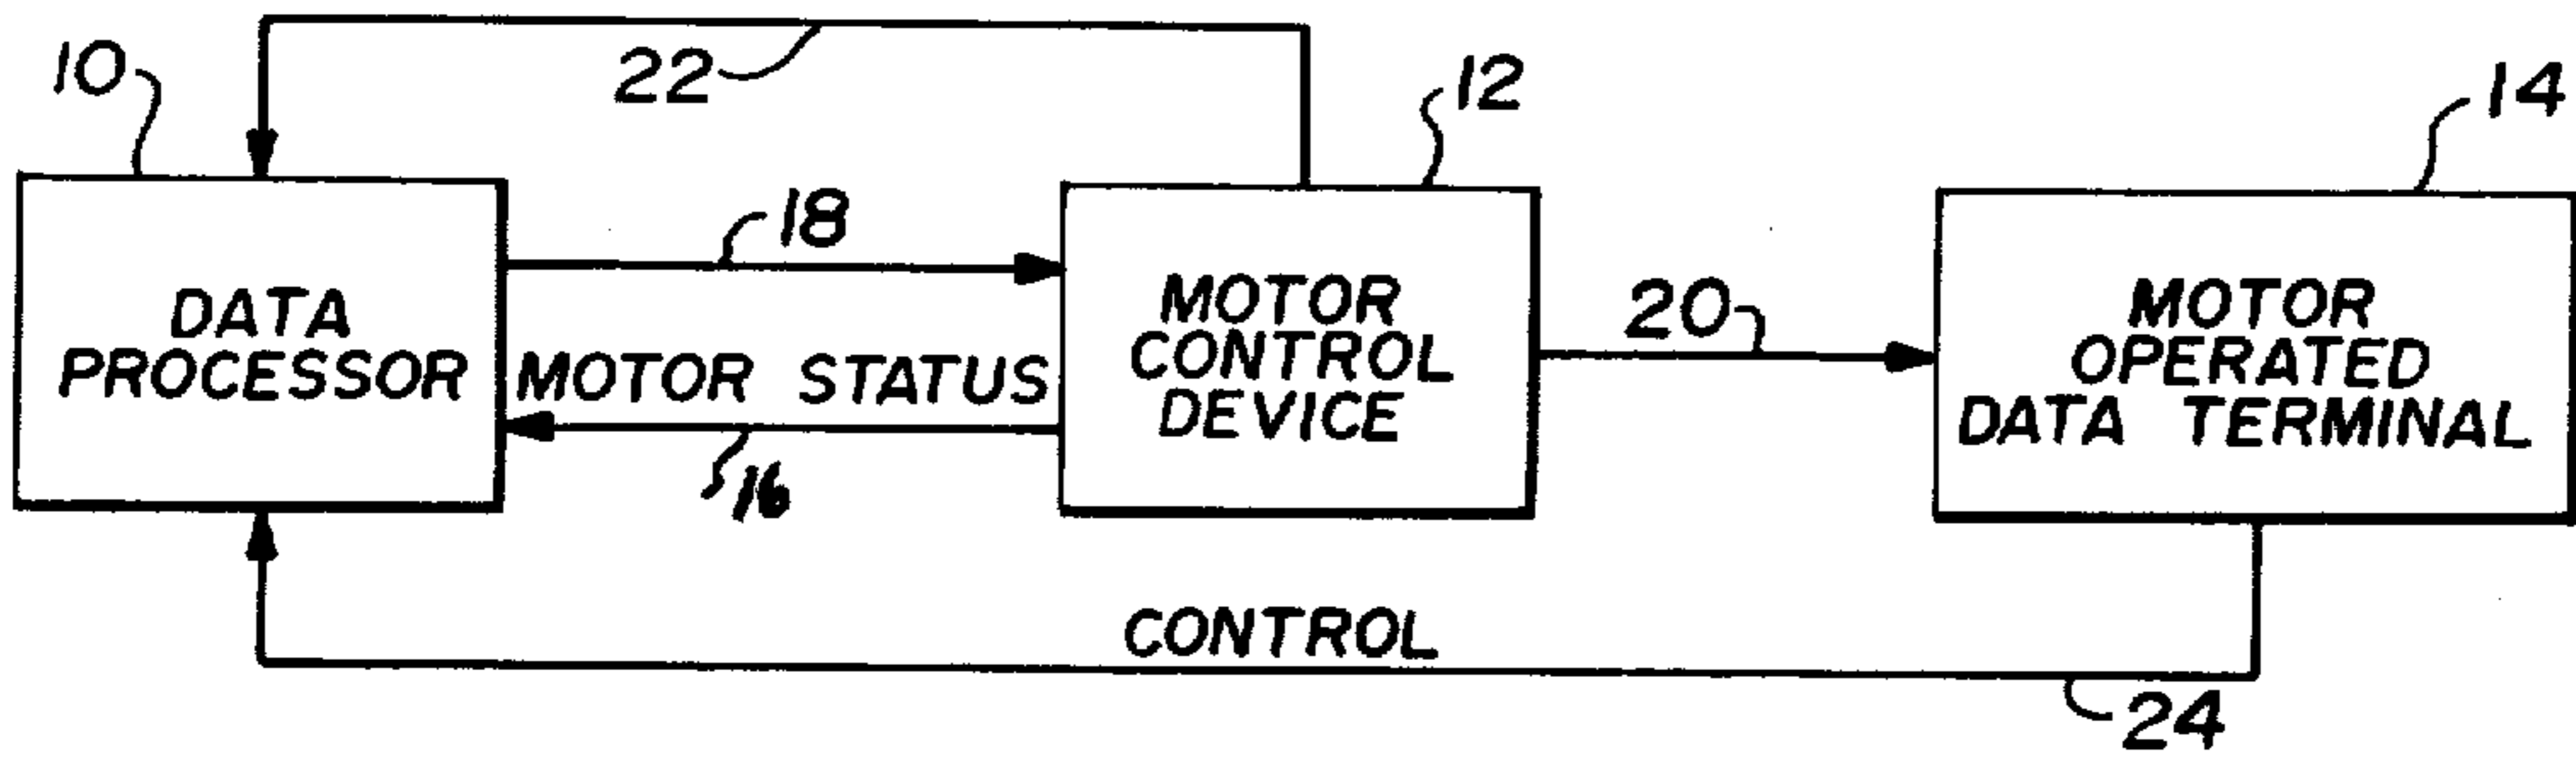 10
22
12
14
18
DATA
PROCESSOR
MOTOR STATUS
16
MOTOR
CONTROL
DEVICE
20
MOTOR
OPERATED
DATA TERMINAL
CONTROL
24